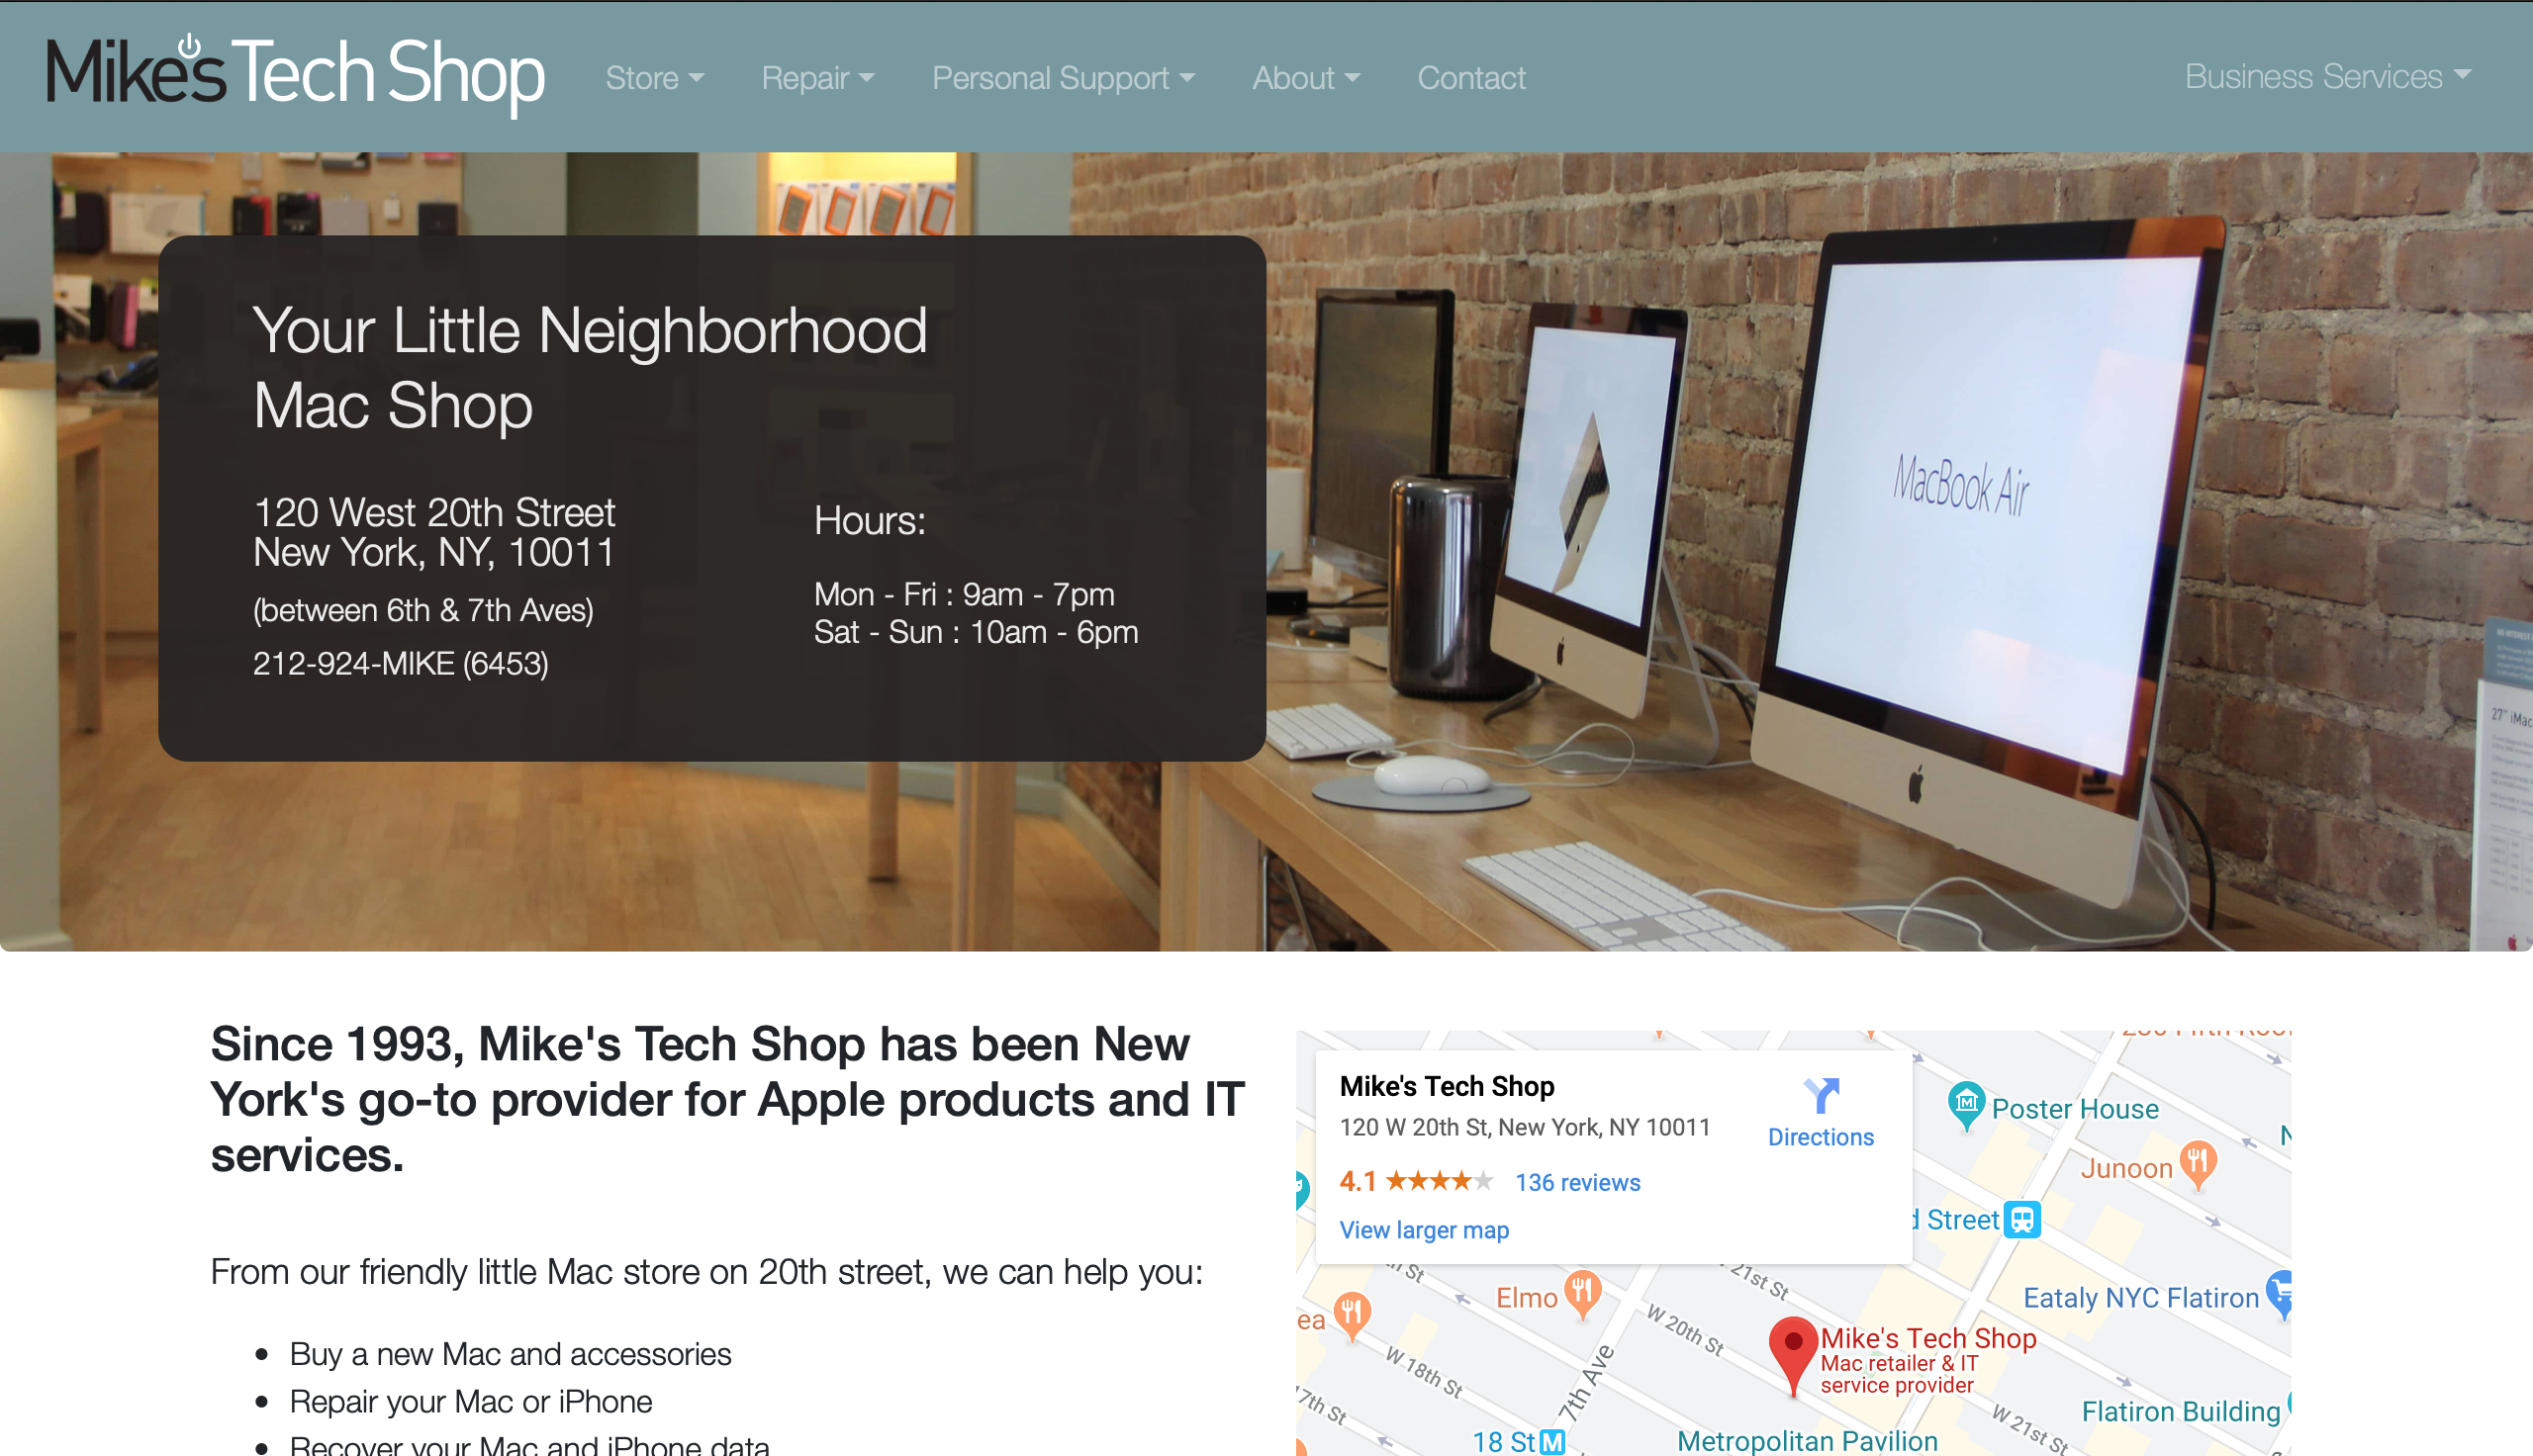 Mike's Tech Shop
Store
Repair
Personal Support
About
Contact
Business Services
Your Little Neighborhood
Mac Shop
120 West 20th Street
New York, NY, 10011
(between 6th & 7th Aves)
212-924-MIKE (6453)
Hours:
Mon - Fri : 9am - 7pm
Sat - Sun : 10am - 6pm
MacBook Air
27" iMac
Since 1993, Mike's Tech Shop has been New
York's go-to provider for Apple products and IT
services.
From our friendly little Mac store on 20th street, we can help you:
• Buy a new Mac and accessories
• Repair your Mac or iPhone
• Recover your Mac and iPhone data
Mike's Tech Shop
120 W 20th St, New York, NY 10011
Directions
4.1
136 reviews
View larger map
Poster House
Junoon
Street
Eataly NYC Flatiron
Elmo
ea
21st St
W 20th St
W 18th St
7th Ave
17th St
Mike's Tech Shop
Mac retailer & IT
service provider
Flatiron Building
W 21st St
18 St M
Metropolitan Pavilion